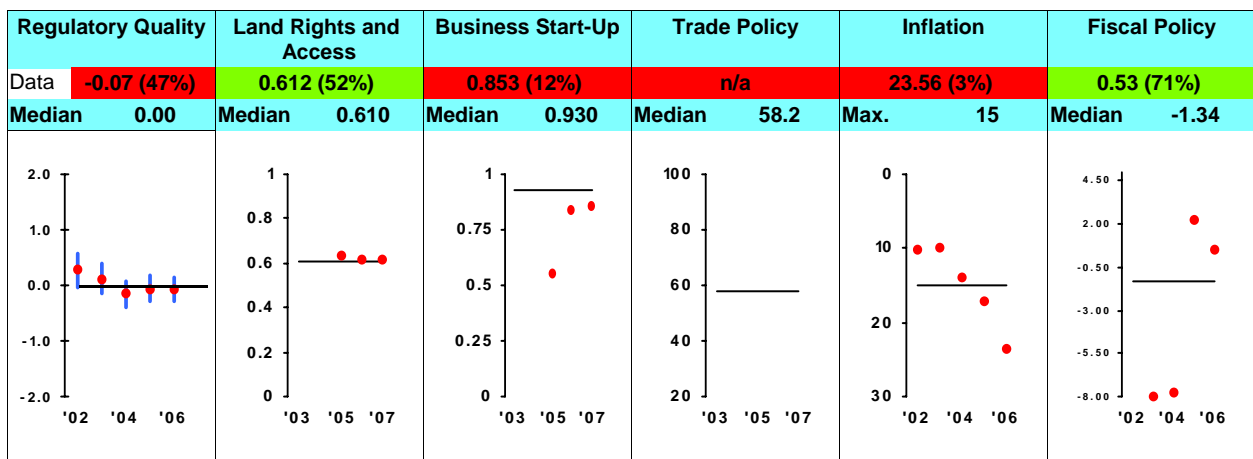 Regulatory Quality
Land Rights and
Access
Business Start-Up
Trade Policy
Inflation
Fiscal Policy
Data -0.07 (47%)
0.612 (52%)
0.853 (12%)
n/a
23.56 (3%)
0.53 (71%)
Median 0.00
Median 0.610
Median 0.930
Median 58.2
Max. 15
Median -1.34
2.0
1.0
0.0
-1.0
-2.0
'02 '04 '06
1
0.8
0.6
0.4
0.2
0
'03 '05 '07
1
0.75
0.5
0.25
0
'03 '05 '07
100
80
60
40
20
'03 '05 '07
0
10
20
30
'02 '04 '06
4.50
2.00
-0.50
-3.00
-5.50
-8.00
'02 '04 '06